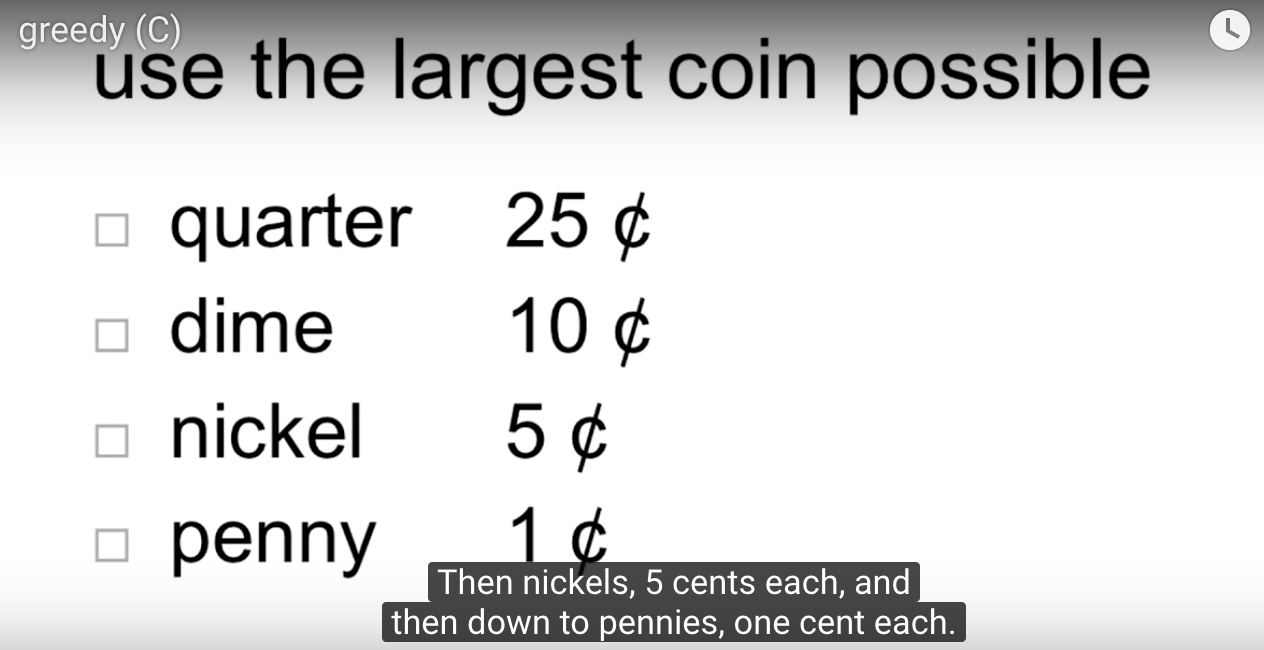 greedy (C)
use the largest coin possible
quarter 25 ¢
dime 10 ¢
nickel 5 ¢
penny 1 ¢
Then nickels, 5 cents each, and
then down to pennies, one cent each.